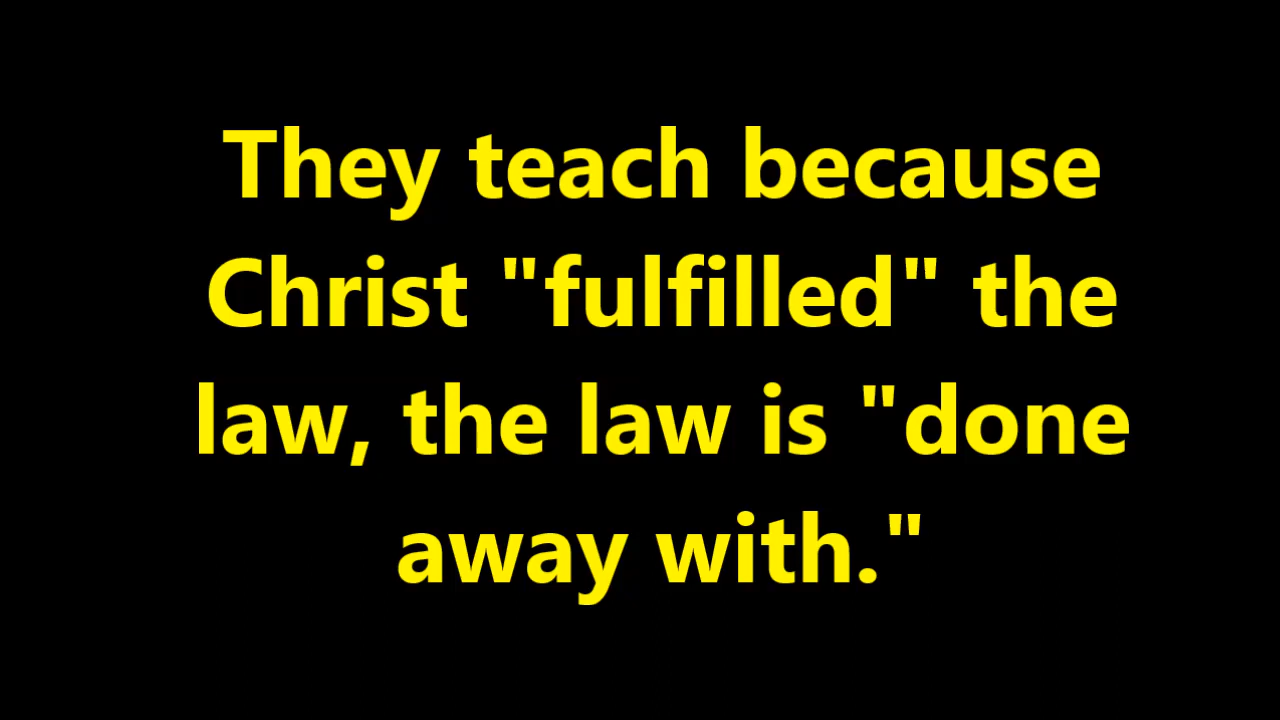 They teach because
Christ "fulfilled" the
law, the law is "done
away with."